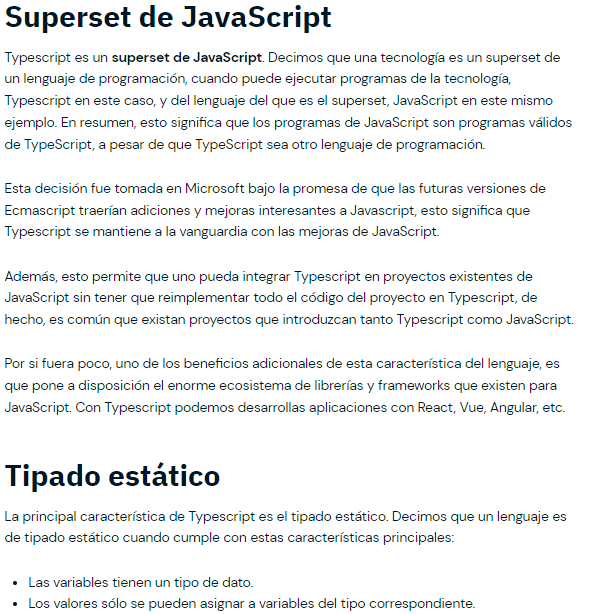 Superset de JavaScript
Typescript es un superset de JavaScript. Decimos que una tecnología es un superset de
un lenguaje de programación, cuando puede ejecutar programas de la tecnología,
Typescript en este caso, y del lenguaje del que es el superset, JavaScript en este mismo
ejemplo. En resumen, esto significa que los programas de JavaScript son programas válidos
de TypeScript, a pesar de que TypeScript sea otro lenguaje de programación.
Esta decisión fue tomada en Microsoft bajo la promesa de que las futuras versiones de
Ecmascript traerían adiciones y mejoras interesantes a Javascript, esto significa que
Typescript se mantiene a la vanguardia con las mejoras de JavaScript.
Además, esto permite que uno pueda integrar Typescript en proyectos existentes de
JavaScript sin tener que reimplementar todo el código del proyecto en Typescript, de
hecho, es común que existan proyectos que introduzcan tanto Typescript como JavaScript.
Por si fuera poco, uno de los beneficios adicionales de esta característica del lenguaje, es
que pone a disposición el enorme ecosistema de librerías y frameworks que existen para
JavaScript. Con Typescript podemos desarrollas aplicaciones con React, Vue, Angular, etc.
Tipado estático
La principal característica de Typescript es el tipado estático. Decimos que un lenguaje es
de tipado estático cuando cumple con estas características principales:
• Las variables tienen un tipo de dato.
• Los valores sólo se pueden asignar a variables del tipo correspondiente.